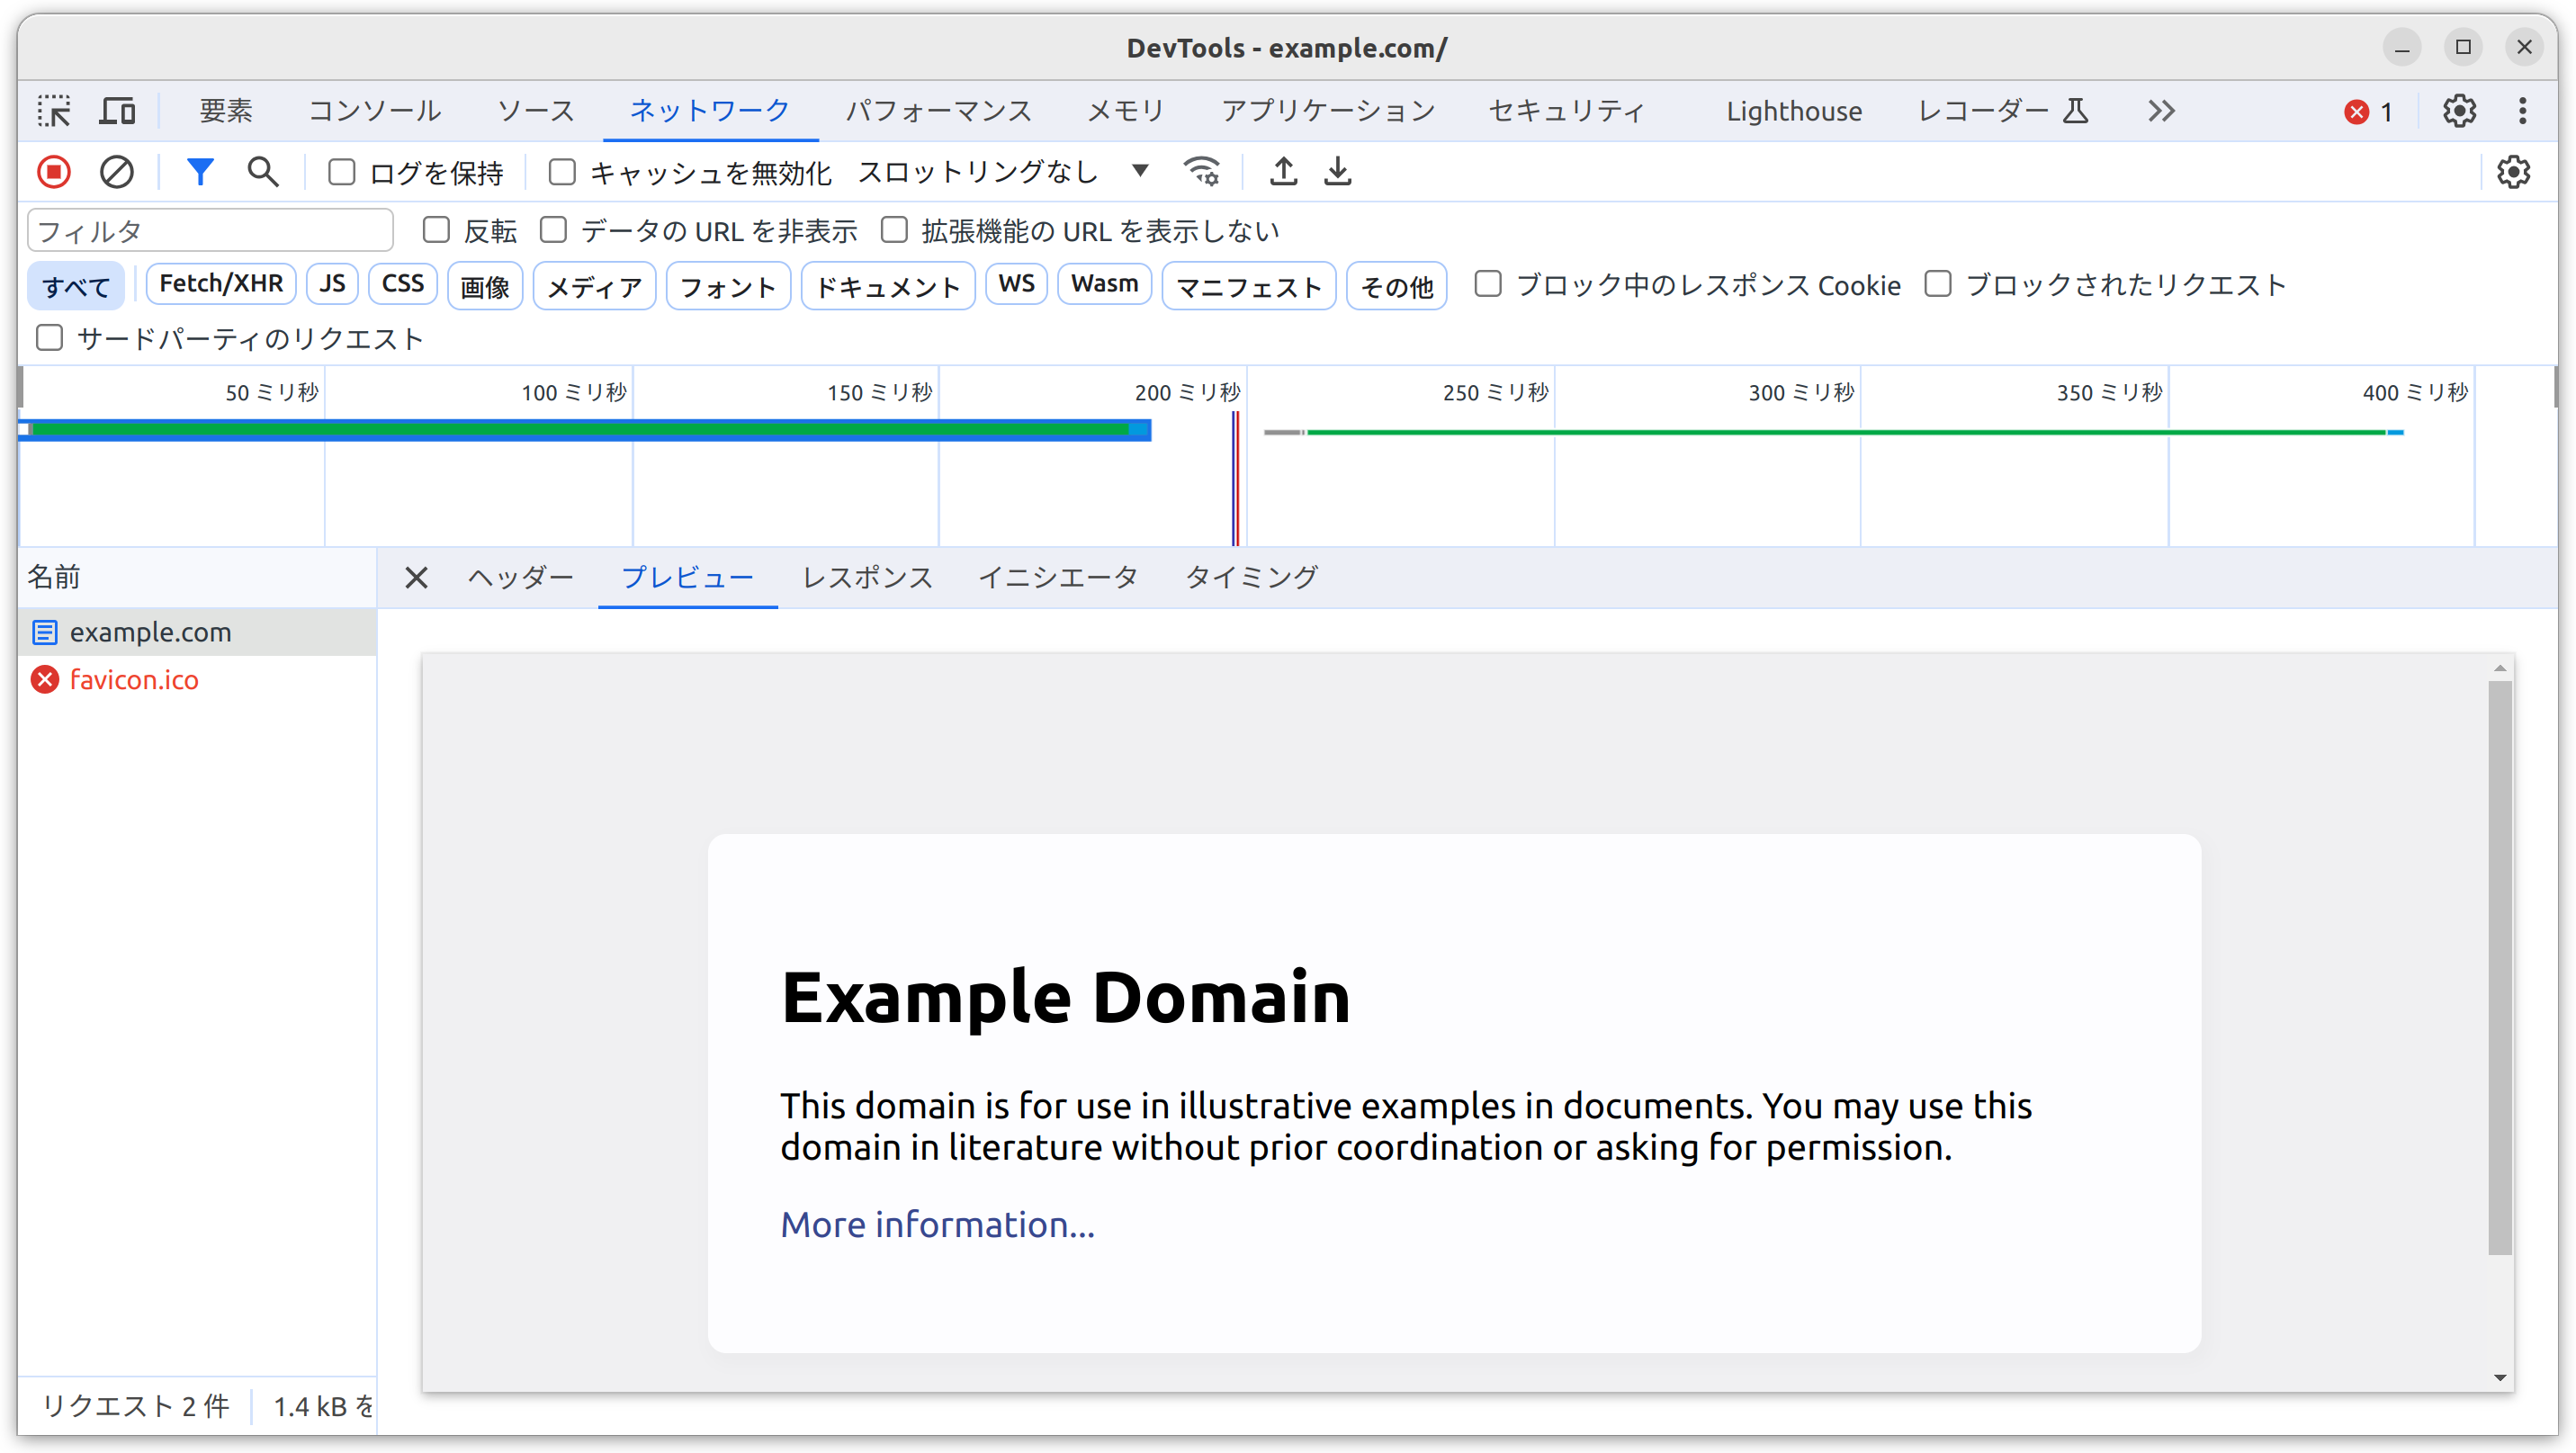 DevTools - example.com/
要素 コンソール ソース ネットワーク パフォーマンス メモリ アプリケーション セキュリティ Lighthouse レコーダー 1
ログを保持 キャッシュを無効化 スロットリングなし
フィルタ 反転 データの URL を非表示 拡張機能の URL を表示しない
すべて Fetch/XHR JS CSS 画像 メディア フォント ドキュメント WS Wasm マニフェスト その他 ブロック中のレスポンス Cookie ブロックされたリクエスト
サードパーティのリクエスト
50 ミリ秒 100 ミリ秒 150 ミリ秒 200 ミリ秒 250 ミリ秒 300 ミリ秒 350 ミリ秒 400 ミリ秒
名前 ヘッダー プレビュー レスポンス イニシエータ タイミング
example.com
favicon.ico
Example Domain
This domain is for use in illustrative examples in documents. You may use this
domain in literature without prior coordination or asking for permission.
More information...
リクエスト 2 件 1.4 kB を